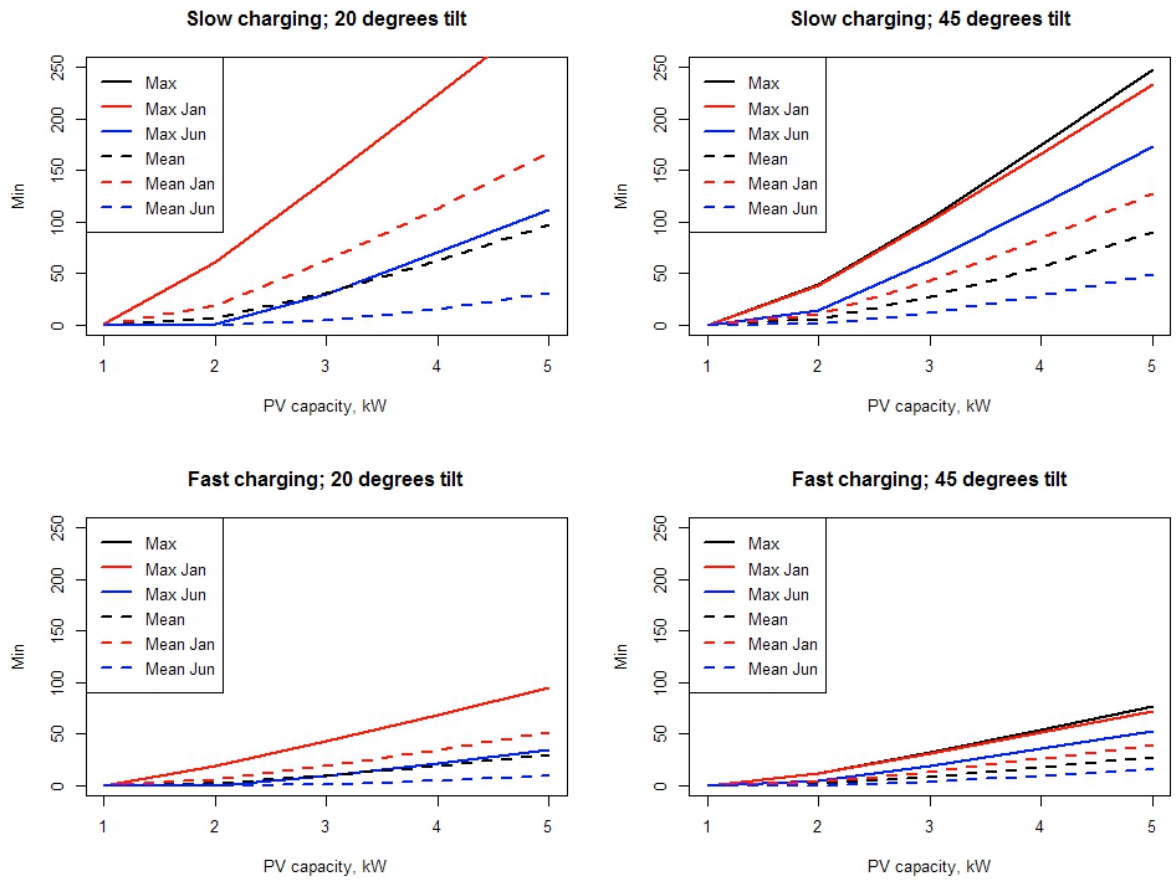 Slow charging; 20 degrees tilt
250
200
150
100
50
0
Min
Max
Max Jan
Max Jun
Mean
Mean Jan
Mean Jun
1 2 3 4 5
PV capacity, kW
Slow charging; 45 degrees tilt
250
200
150
100
50
0
Min
Max
Max Jan
Max Jun
Mean
Mean Jan
Mean Jun
1 2 3 4 5
PV capacity, kW
Fast charging; 20 degrees tilt
250
200
150
100
50
0
Min
Max
Max Jan
Max Jun
Mean
Mean Jan
Mean Jun
1 2 3 4 5
PV capacity, kW
Fast charging; 45 degrees tilt
250
200
150
100
50
0
Min
Max
Max Jan
Max Jun
Mean
Mean Jan
Mean Jun
1 2 3 4 5
PV capacity, kW